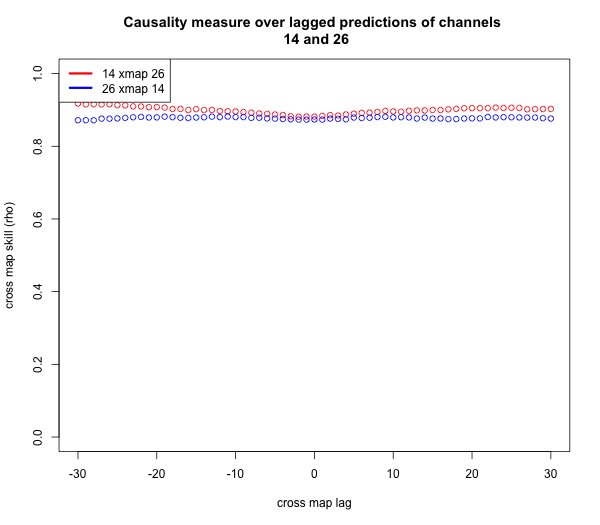 Causality measure over lagged predictions of channels
14 and 26
14 xmap 26
26 xmap 14
cross map skill (rho)
1.0
0.8
0.6
0.4
0.2
0.0
-30 -20 -10 0 10 20 30
cross map lag